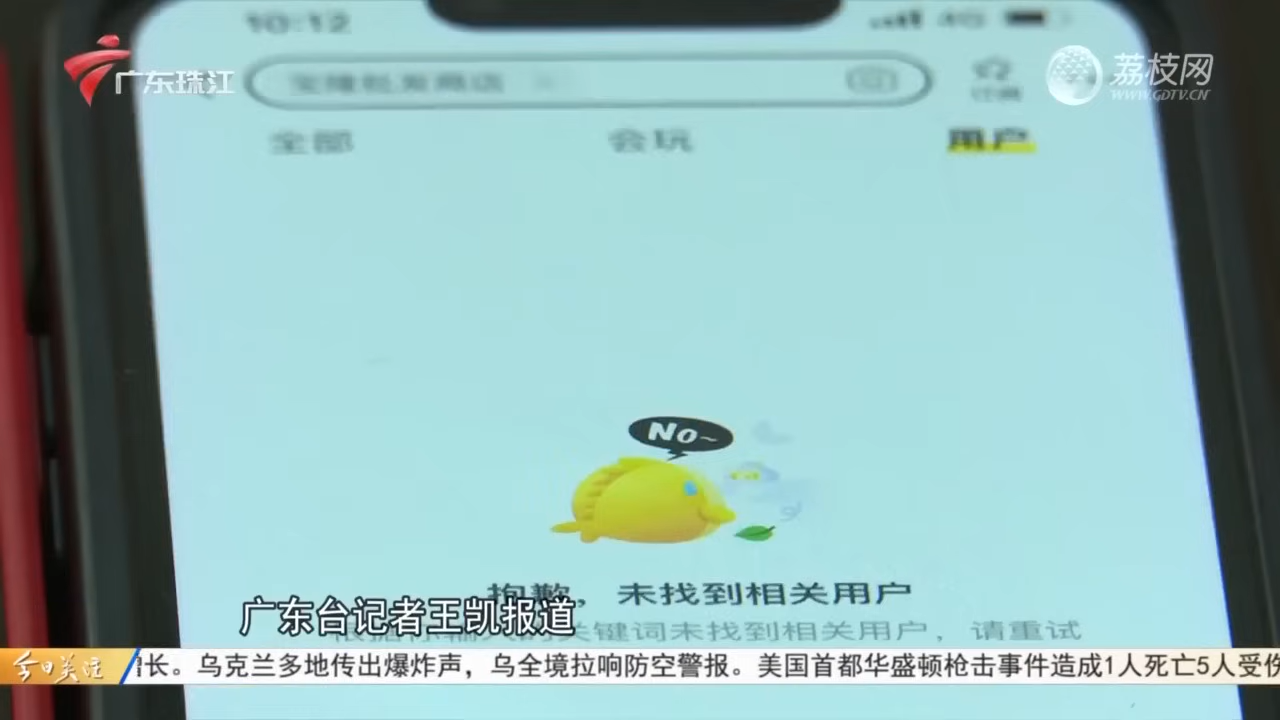 10:12
4G
广东珠江
荔枝网
WWW.GDTV.CN
全部
会玩
用户
No~
抱歉，未找到相关用户
关键词未找到相关用户，请重试
广东台记者王凯报道
今日关注
长。乌克兰多地传出爆炸声，乌全境拉响防空警报。美国首都华盛顿枪击事件造成1人死亡5人受伤